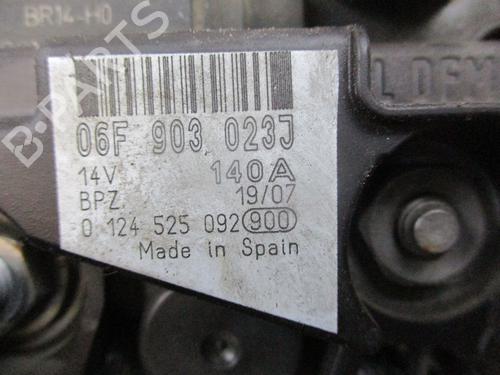 BR14-H0
B-PARTS
L DFM
06F 903 023J
14V 140A
BPZ 19/07
0 124 525 092 900
Made in Spain